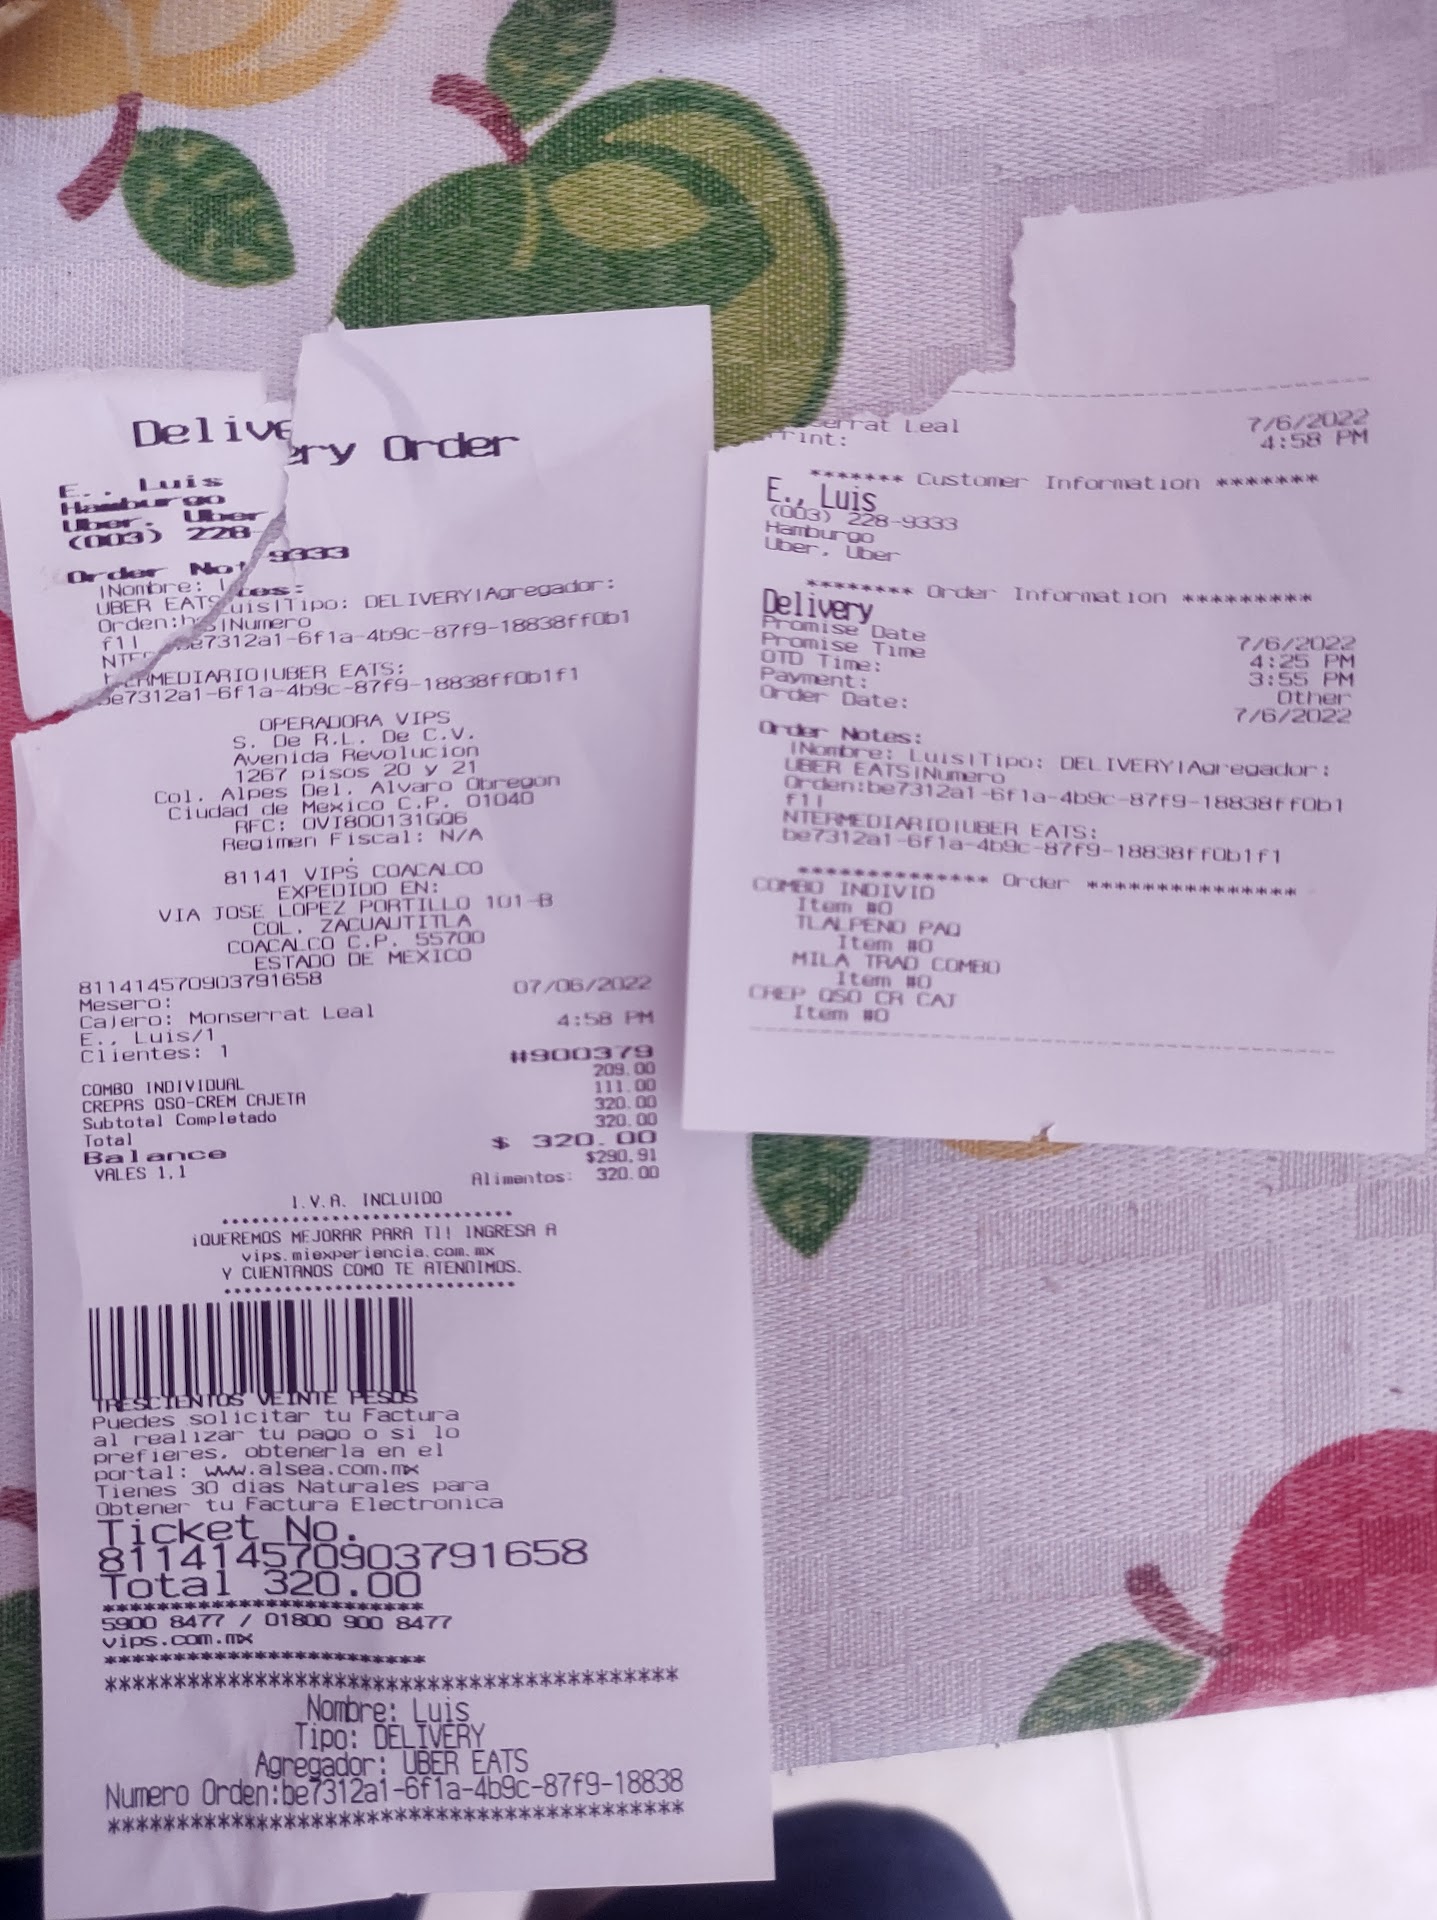 Delivery Order
E., Luis
Hamburgo
Uber, Uber
(003) 228-9333
Order Notes:
|Nombre: Luis|Tipo: DELIVERY|Agregador:
UBER EATS|Numero
Orden:be7312a1-6f1a-4b9c-87f9-18838ff0b1
f1|
NTERMEDIARIO|UBER EATS:
be7312a1-6f1a-4b9c-87f9-18838ff0b1f1
OPERADORA VIPS
S. De R.L. De C.V.
Avenida Revolucion
1267 pisos 20 y 21
Col. Alpes Del. Alvaro Obregon
Ciudad de Mexico C.P. 01040
RFC: OVI800131GQ6
Regimen Fiscal: N/A
.
81141 VIPS COACALCO
EXPEDIDO EN:
VIA JOSE LOPEZ PORTILLO 101-B
COL. ZACUAUTITLA
COACALCO C.P. 55700
ESTADO DE MEXICO
811414570903791658 07/06/2022
Mesero:
Cajero: Monserrat Leal 4:58 PM
E., Luis/1
Clientes: 1 #900379
COMBO INDIVIDUAL 209.00
CREPAS QSO-CREM CAJETA 111.00
Subtotal Completado 320.00
Total 320.00
Balance $ 320.00
VALES 1.1 $290.91
Alimentos: 320.00
I.V.A. INCLUIDO
******************************
¡QUEREMOS MEJORAR PARA TI! INGRESA A
vips.miexperiencia.com.mx
Y CUENTANOS COMO TE ATENDIMOS.
******************************
TRESCIENTOS VEINTE PESOS
Puedes solicitar tu Factura
al realizar tu pago o si lo
prefieres, obtenerla en el
portal: www.alsea.com.mx
Tienes 30 dias Naturales para
Obtener tu Factura Electronica
Ticket No.
811414570903791658
Total 320.00
****************************
5900 8477 / 01800 900 8477
vips.com.mx
****************************
******************************************
Nombre: Luis
Tipo: DELIVERY
Agregador: UBER EATS
Numero Orden:be7312a1-6f1a-4b9c-87f9-18838
******************************************
serrat Leal 7/6/2022
rint: 4:58 PM
******* Customer Information *******
E., Luis
(003) 228-9333
Hamburgo
Uber, Uber
******** Order Information *********
Delivery
Promise Date 7/6/2022
Promise Time 4:25 PM
OTD Time: 3:55 PM
Payment: Other
Order Date: 7/6/2022
Order Notes:
|Nombre: Luis|Tipo: DELIVERY|Agregador:
UBER EATS|Numero
Orden:be7312a1-6f1a-4b9c-87f9-18838ff0b1
f1|
NTERMEDIARIO|UBER EATS:
be7312a1-6f1a-4b9c-87f9-18838ff0b1f1
************** Order ***************
COMBO INDIVID
Item #0
TLALPENO PAQ
Item #0
MILA TRAD COMBO
Item #0
CREP QSO CR CAJ
Item #0